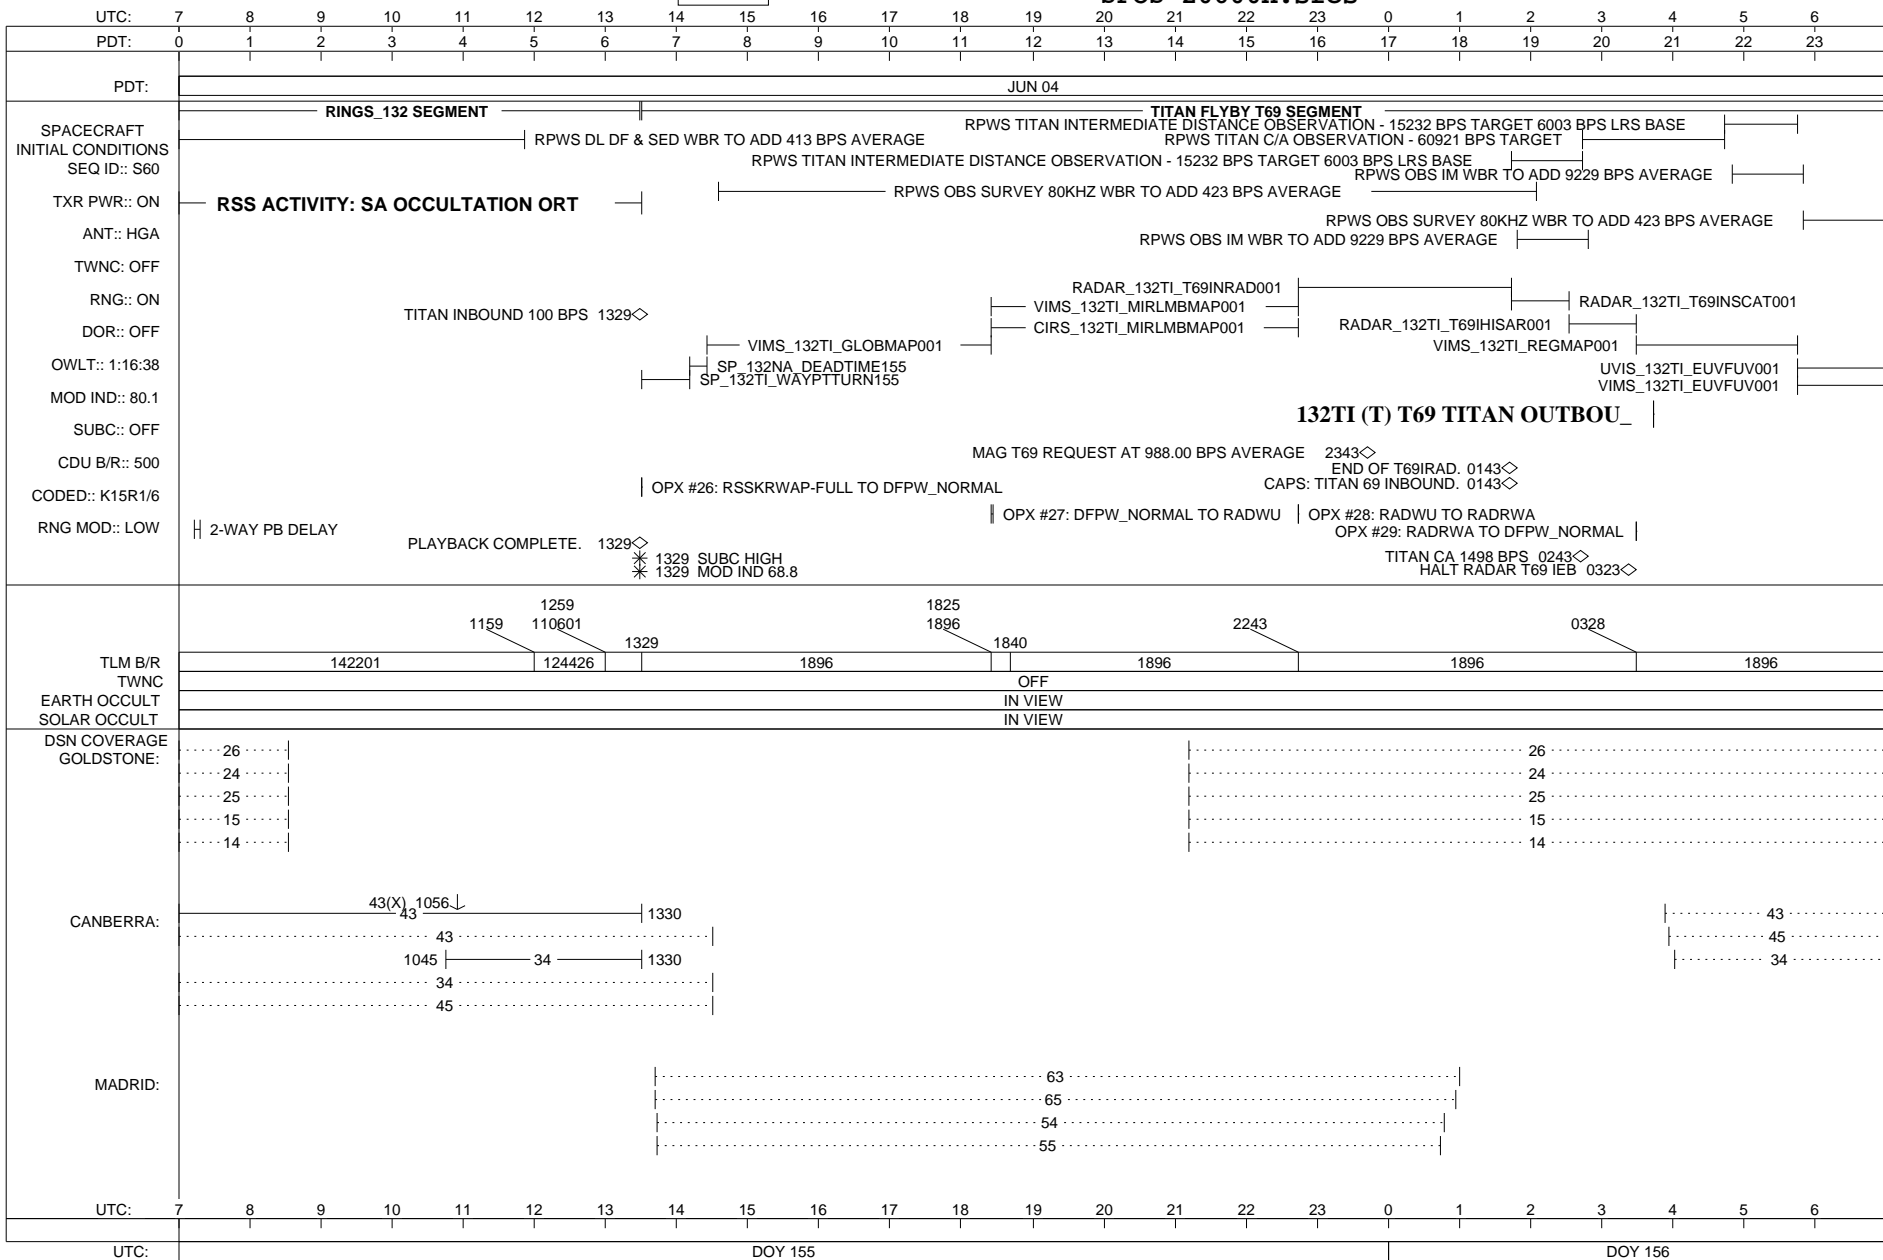 UTC: 7 8 9 10 11 12 13 14 15 16 17 18 19 20 21 22 23 0 1 2 3 4 5 6
PDT: 0 1 2 3 4 5 6 7 8 9 10 11 12 13 14 15 16 17 18 19 20 21 22 23
PDT: JUN 04
RINGS_132 SEGMENT TITAN FLYBY T69 SEGMENT
SPACECRAFT
INITIAL CONDITIONS
SEQ ID:: S60
TXR PWR:: ON
ANT:: HGA
TWNC: OFF
RNG:: ON
DOR:: OFF
OWLT:: 1:16:38
MOD IND:: 80.1
SUBC:: OFF
CDU B/R:: 500
CODED:: K15R1/6
RNG MOD:: LOW
RPWS TITAN INTERMEDIATE DISTANCE OBSERVATION - 15232 BPS TARGET 6003 BPS LRS BASE
RPWS DL DF & SED WBR TO ADD 413 BPS AVERAGE
RPWS TITAN C/A OBSERVATION - 60921 BPS TARGET
RPWS TITAN INTERMEDIATE DISTANCE OBSERVATION - 15232 BPS TARGET 6003 BPS LRS BASE
RPWS OBS IM WBR TO ADD 9229 BPS AVERAGE
RPWS OBS SURVEY 80KHZ WBR TO ADD 423 BPS AVERAGE
RSS ACTIVITY: SA OCCULTATION ORT
RPWS OBS SURVEY 80KHZ WBR TO ADD 423 BPS AVERAGE
RPWS OBS IM WBR TO ADD 9229 BPS AVERAGE
RADAR_132TI_T69INRAD001
RADAR_132TI_T69INSCAT001
VIMS_132TI_MIRLMBMAP001
TITAN INBOUND 100 BPS 1329
CIRS_132TI_MIRLMBMAP001
RADAR_132TI_T69IHISAR001
VIMS_132TI_GLOBMAP001
VIMS_132TI_REGMAP001
SP_132NA_DEADTIME155
UVIS_132TI_EUVFUV001
SP_132TI_WAYPTTURN155
VIMS_132TI_EUVFUV001
132TI (T) T69 TITAN OUTBOU_
MAG T69 REQUEST AT 988.00 BPS AVERAGE 2343
END OF T69IRAD. 0143
CAPS: TITAN 69 INBOUND. 0143
OPX #26: RSSKRWAP-FULL TO DFPW_NORMAL
OPX #27: DFPW_NORMAL TO RADWU
OPX #28: RADWU TO RADRWA
2-WAY PB DELAY
OPX #29: RADRWA TO DFPW_NORMAL
PLAYBACK COMPLETE. 1329
1329 SUBC HIGH
TITAN CA 1498 BPS 0243
1329 MOD IND 68.8
HALT RADAR T69 IEB 0323
1259 1825
1159 110601 1896 2243 0328
1329 1840
TLM B/R 142201 124426 1896 1896 1896 1896
TWNC OFF
EARTH OCCULT IN VIEW
SOLAR OCCULT IN VIEW
DSN COVERAGE
GOLDSTONE:
26 26
24 24
25 25
15 15
14 14
CANBERRA:
43(X) 1056
43 1330 43
43 45
1045 34 1330 34
34
45
MADRID:
63
65
54
55
UTC: 7 8 9 10 11 12 13 14 15 16 17 18 19 20 21 22 23 0 1 2 3 4 5 6
UTC: DOY 155 DOY 156